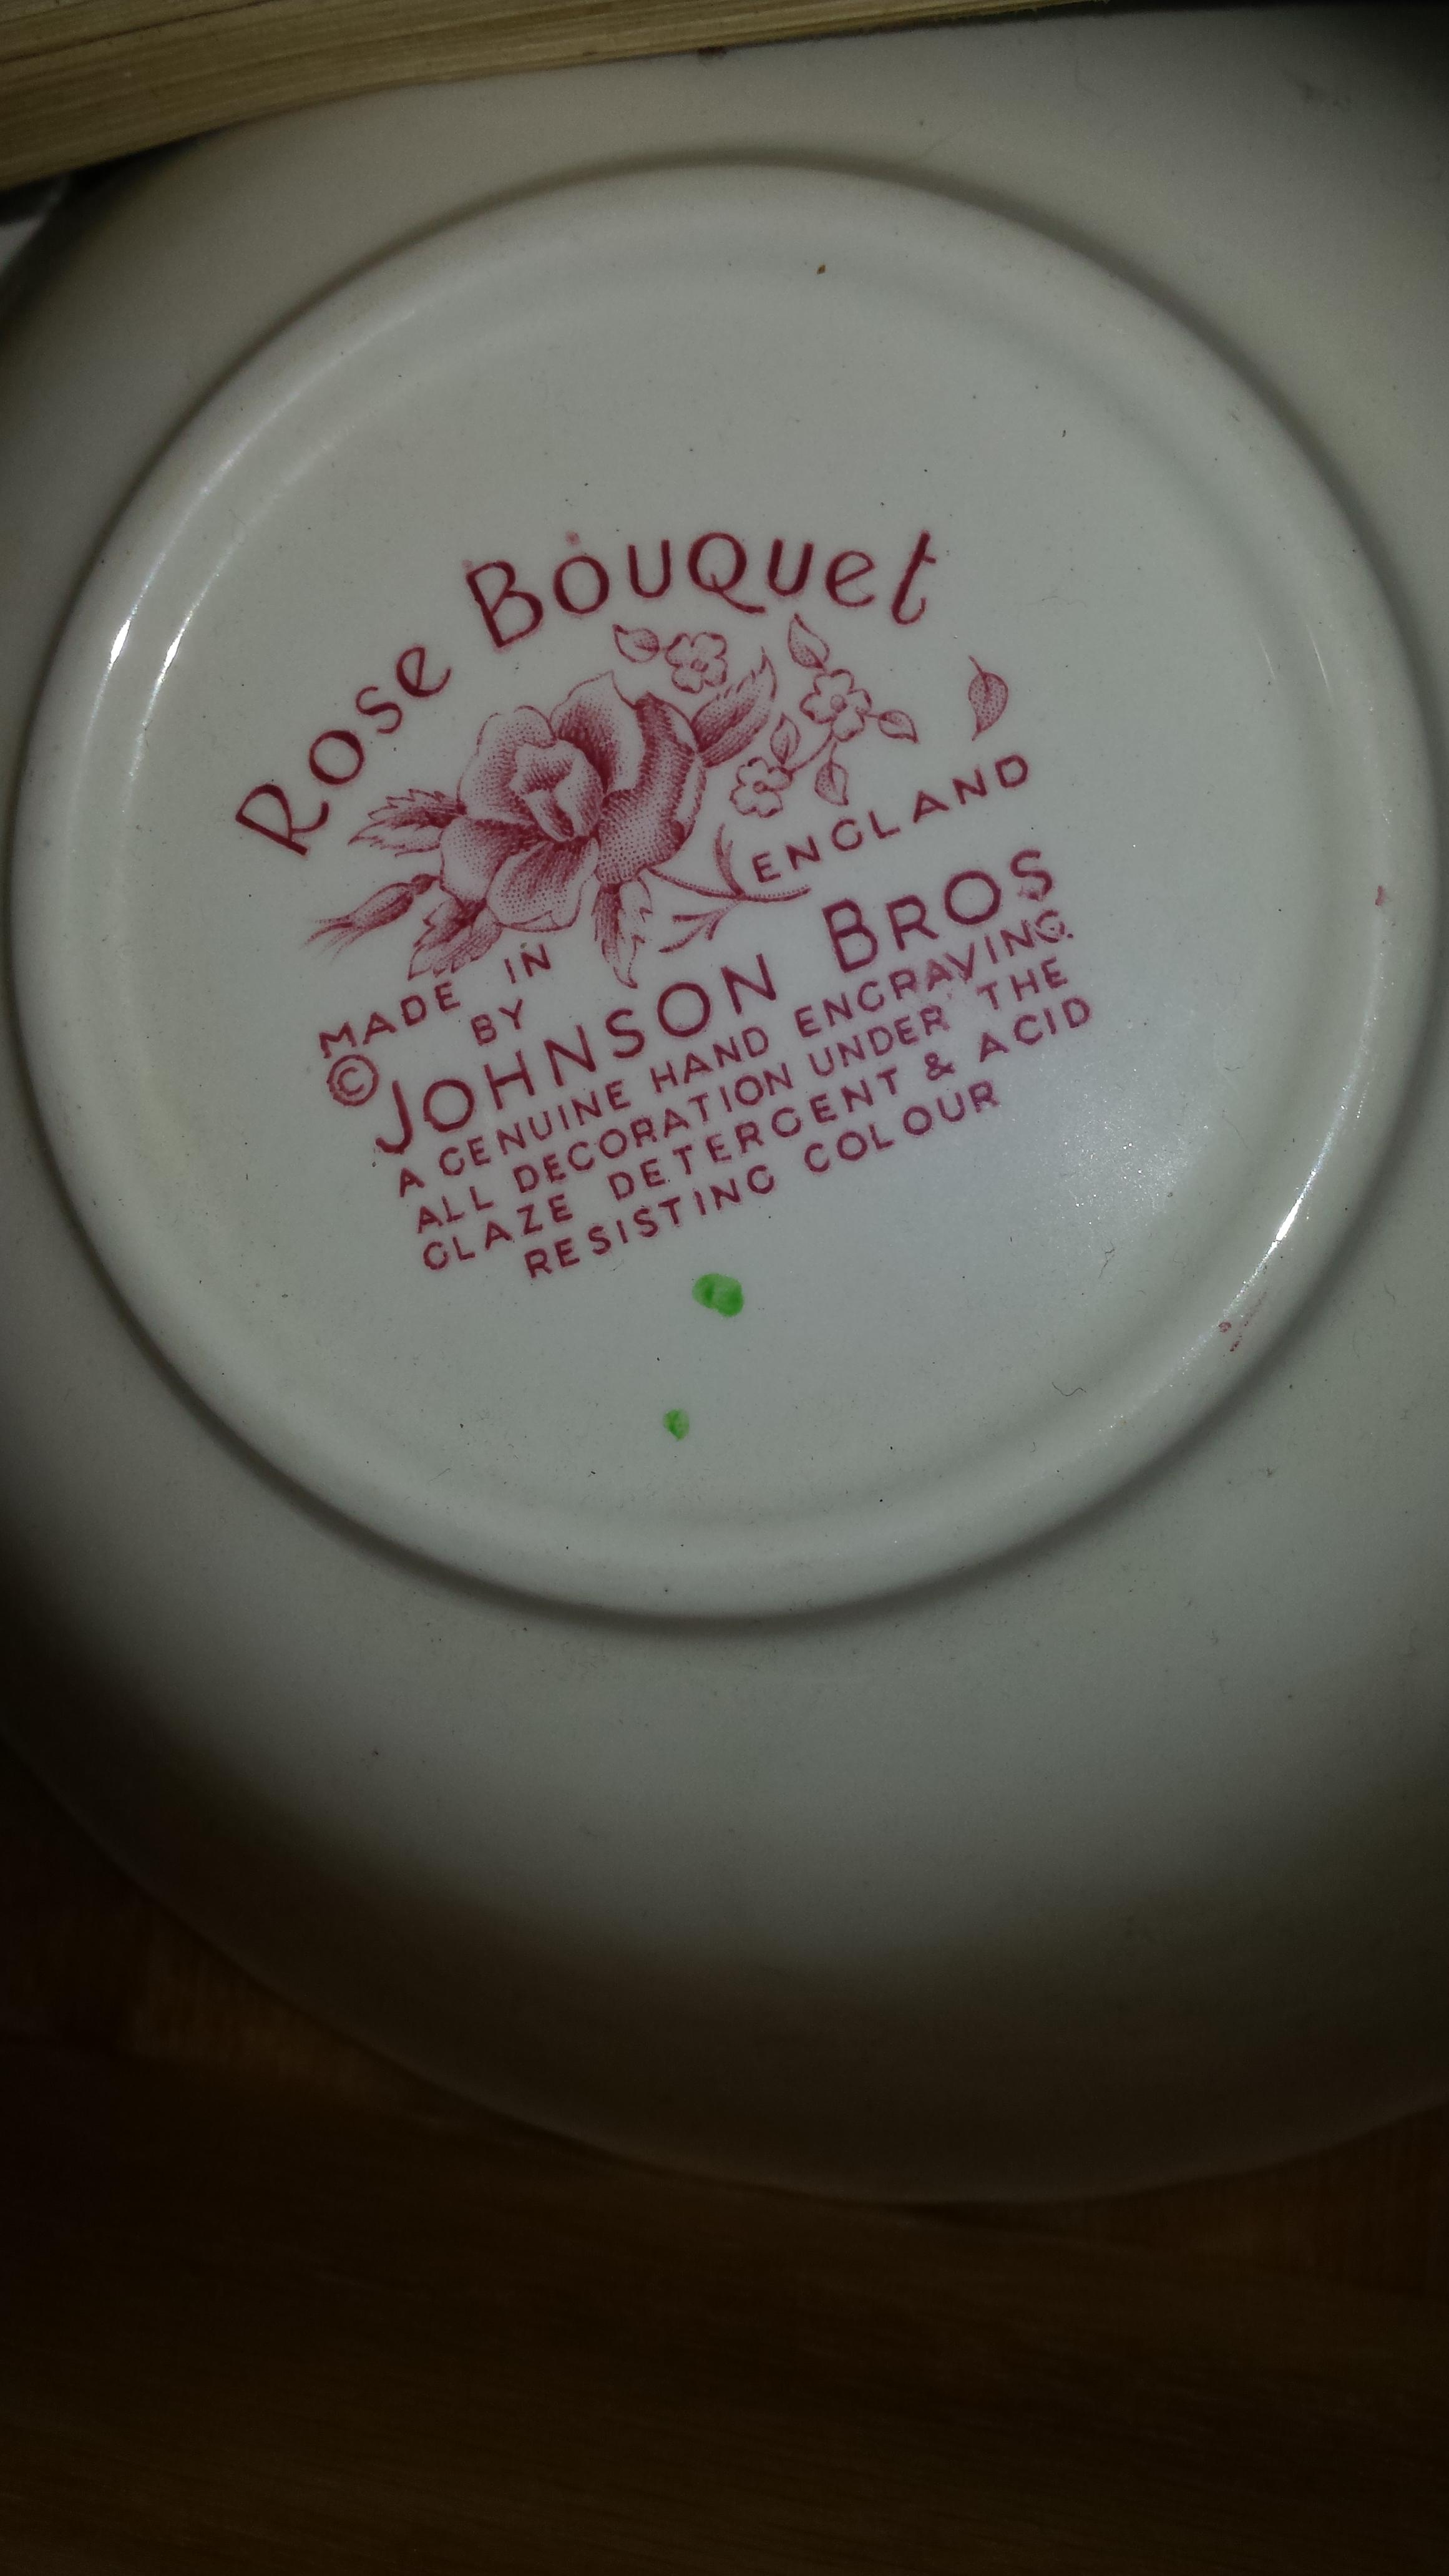 Rose Bouquet
MADE IN ENGLAND
BY
© JOHNSON BROS
A GENUINE HAND ENGRAVING.
ALL DECORATION UNDER THE
GLAZE DETERGENT & ACID
RESISTING COLOUR